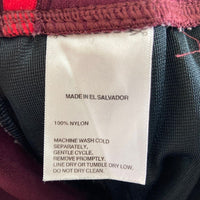 MADE IN EL SALVADOR
100% NYLON
MACHINE WASH COLD
SEPARATELY,
GENTLE CYCLE.
REMOVE PROMPTLY.
LINE DRY OR TUMBLE DRY LOW.
DO NOT DRY CLEAN.